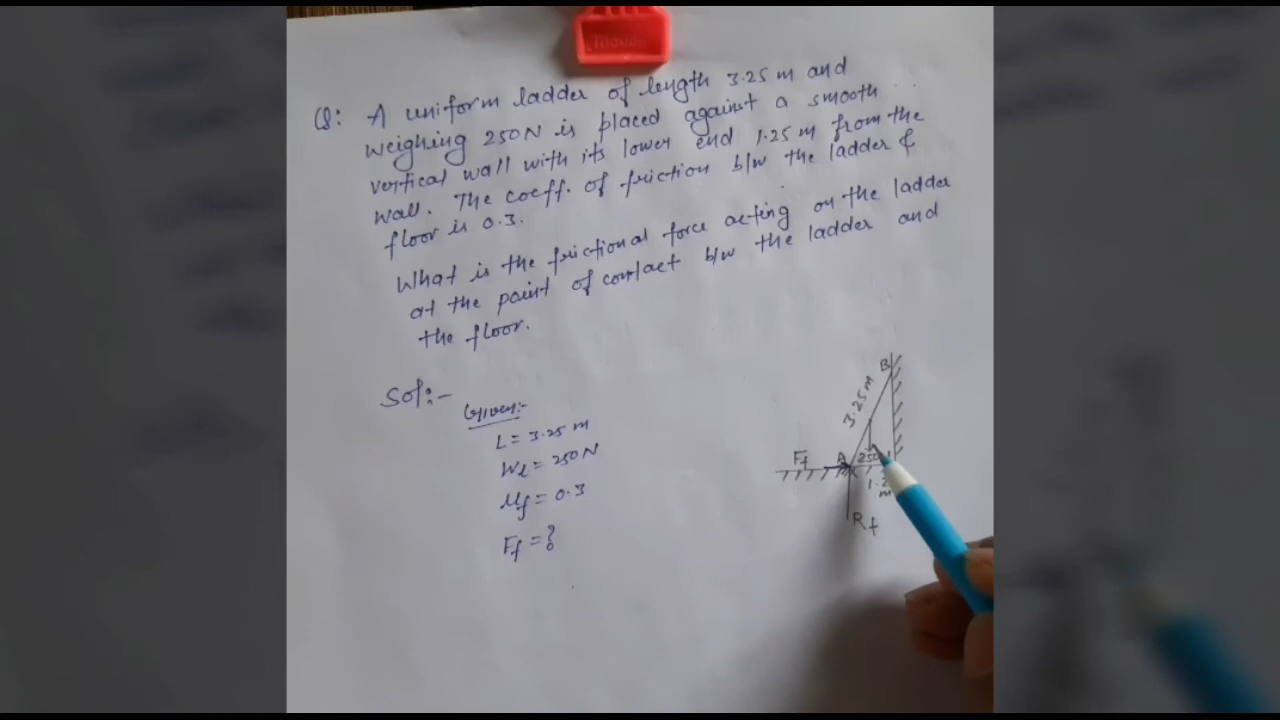 Q: A uniform ladder of length 3.25 m and
weighing 250N is placed against a smooth
vertical wall with its lower end 1.25 m from the
wall. The coeff. of friction b/w the ladder &
floor is 0.3.
What is the frictional force acting on the ladder
at the point of contact b/w the ladder and
the floor.
Sol:-
Given:-
L = 3.25 m
Wl = 250 N
μf = 0.3
Ff = ?
B
3.25 m
Ff
A
Rf